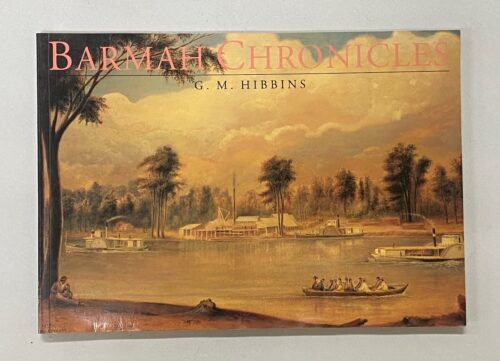 BARMAH CHRONICLES
G. M. HIBBINS